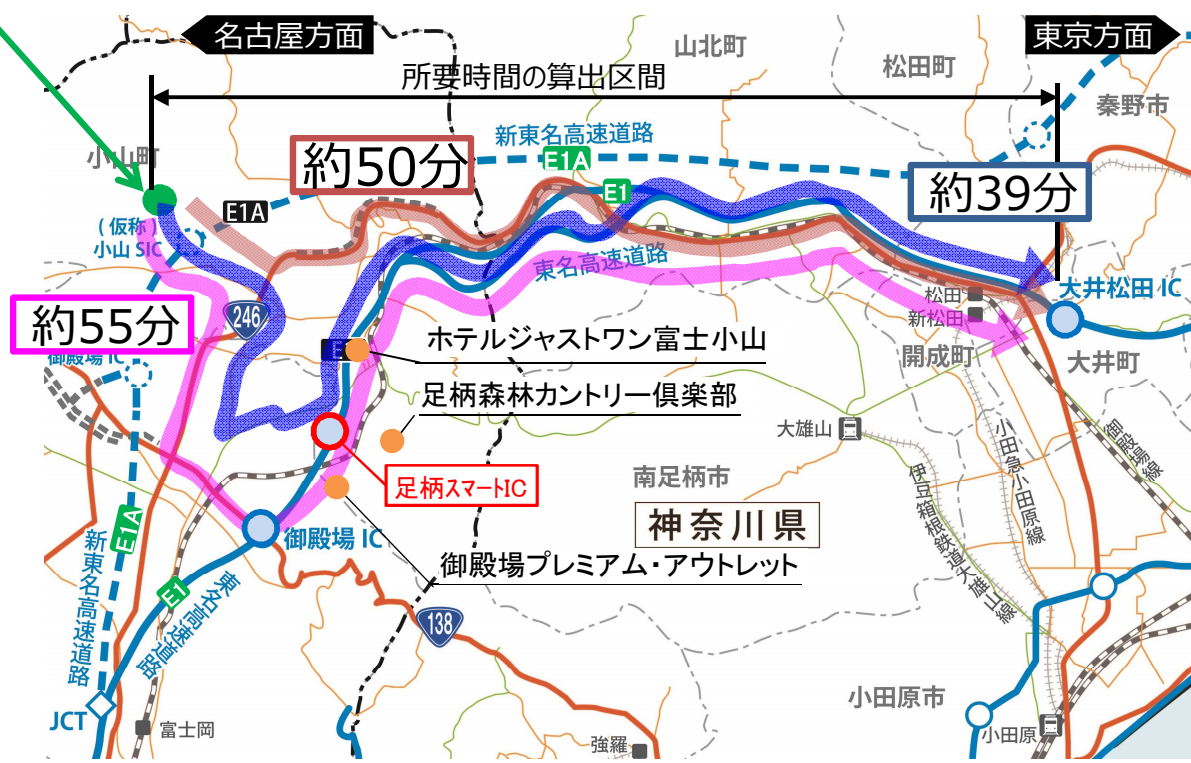 名古屋方面
東京方面
山北町
松田町
秦野市
所要時間の算出区間
新東名高速道路
E1A
小山町
約50分
E1
約39分
E1A
(仮称)
小山 SIC
東名高速道路
大井松田 IC
松田
新松田
246
約55分
御殿場 IC
開成町
大井町
ホテルジャストワン富士小山
足柄森林カントリー倶楽部
大雄山
御殿場線
小田急小田原線
足柄スマートIC
南足柄市
伊豆箱根鉄道大雄山線
神奈川県
E1A
新東名高速道路
御殿場 IC
御殿場プレミアム・アウトレット
E1
東名高速道路
138
小田原市
JCT
富士岡
強羅
小田原